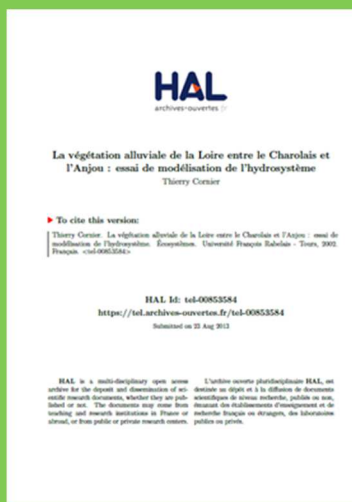 HAL
archives-ouvertes.fr
La végétation alluviale de la Loire entre le Charolais et
l'Anjou : essai de modélisation de l'hydrosystème
Thierry Cornier
▶ To cite this version:
Thierry Cornier. La végétation alluviale de la Loire entre le Charolais et l'Anjou : essai de
modélisation de l'hydrosystème. Écosystèmes. Université François Rabelais - Tours, 2002.
Français. <tel-00853584>
HAL Id: tel-00853584
https://tel.archives-ouvertes.fr/tel-00853584
Submitted on 23 Aug 2013
HAL is a multi-disciplinary open access
archive for the deposit and dissemination of sci-
entific research documents, whether they are pub-
lished or not. The documents may come from
teaching and research institutions in France or
abroad, or from public or private research centers.
L'archive ouverte pluridisciplinaire HAL, est
destinée au dépôt et à la diffusion de documents
scientifiques de niveau recherche, publiés ou non,
émanant des établissements d'enseignement et de
recherche français ou étrangers, des laboratoires
publics ou privés.